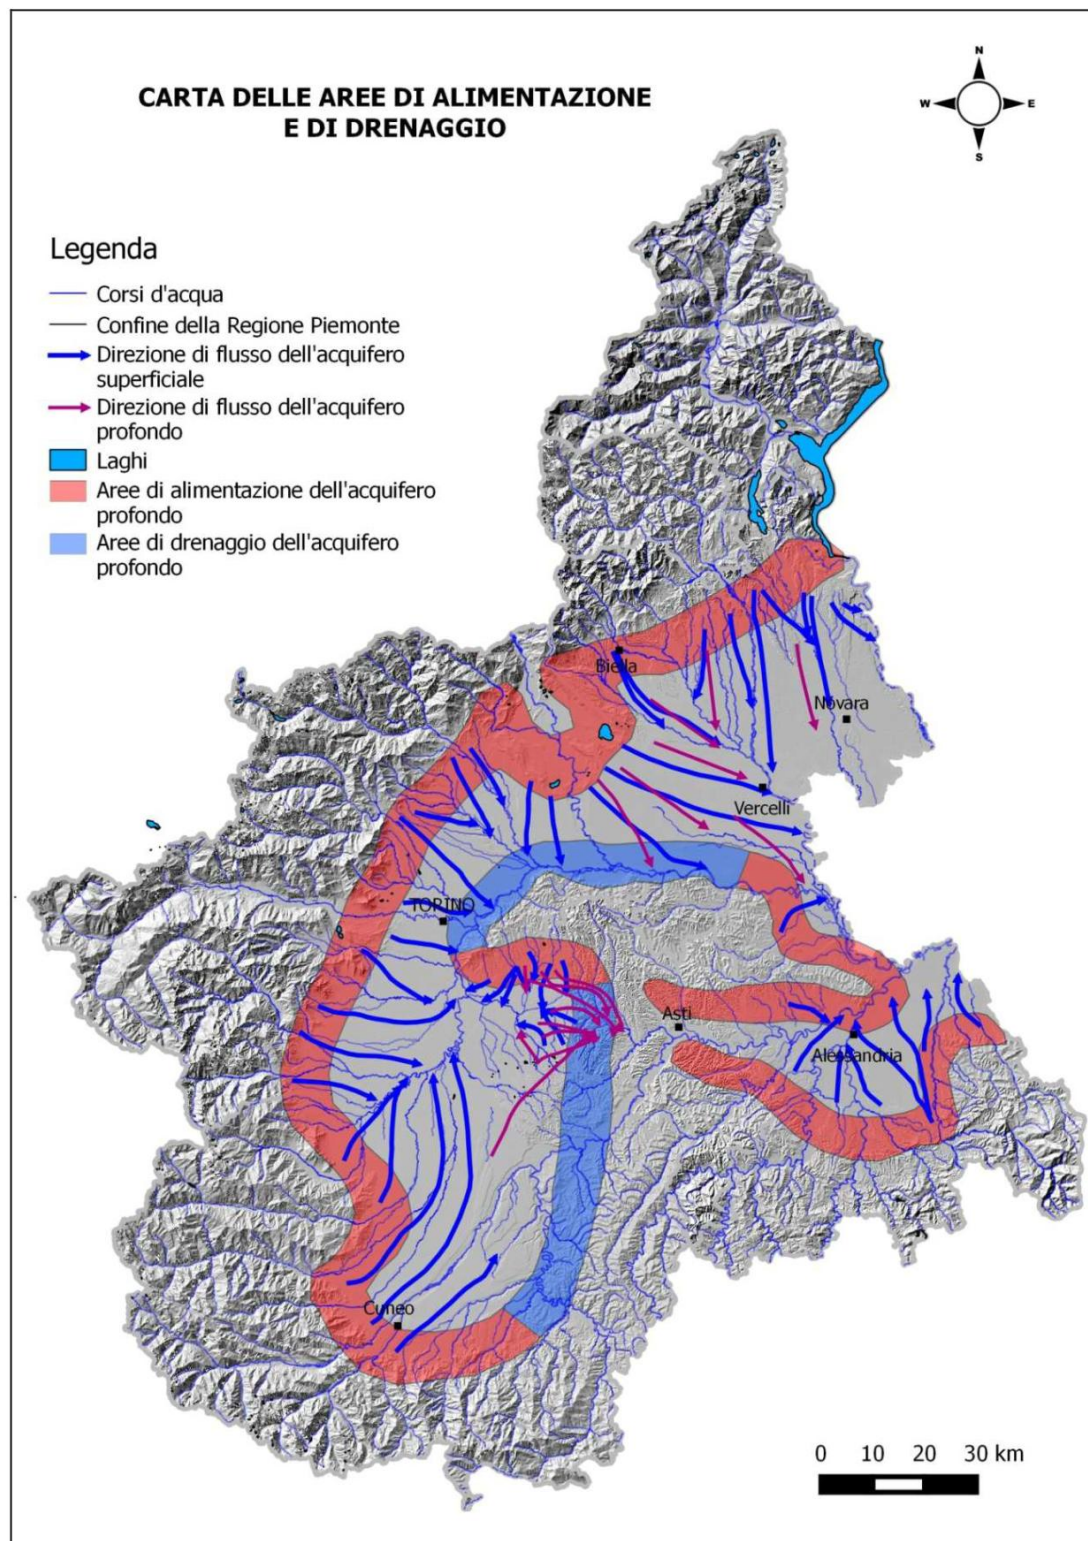 CARTA DELLE AREE DI ALIMENTAZIONE
E DI DRENAGGIO
N
W E
S
Legenda
Corsi d'acqua
Confine della Regione Piemonte
Direzione di flusso dell'acquifero
superficiale
Direzione di flusso dell'acquifero
profondo
Laghi
Aree di alimentazione dell'acquifero
profondo
Aree di drenaggio dell'acquifero
profondo
Biella
Novara
Vercelli
TORINO
Asti
Alessandria
Cuneo
0 10 20 30 km